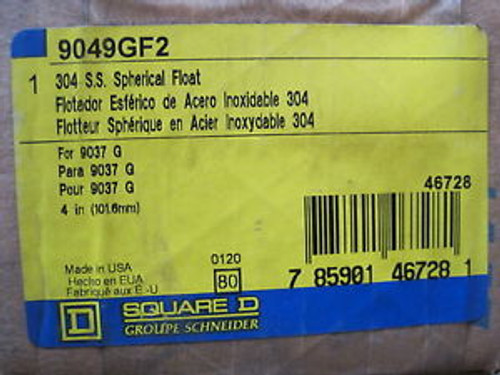 9049GF2
1 304 S.S. Spherical Float
Flotador Esférico de Acero Inoxidable 304
Flotteur Sphérique en Acier Inoxydable 304
For 9037 G
Para 9037 G
Pour 9037 G
4 in (101.6mm)
46728
Made in USA
Hecho en EUA
Fabriqué aux E.-U
0120
80
7 85901 46728 1
D SQUARE D
GROUPE SCHNEIDER